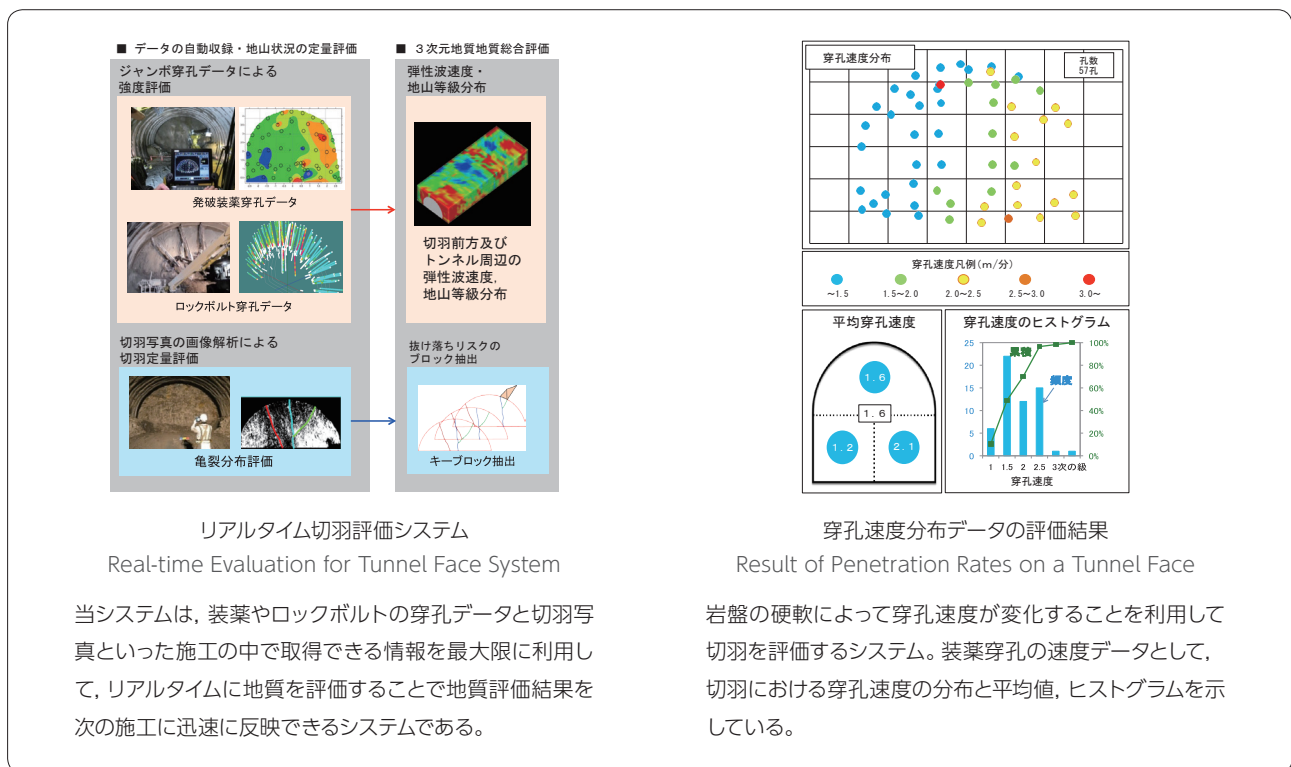 ■ データの自動収録・地山状況の定量評価
ジャンボ穿孔データによる
強度評価
発破装薬穿孔データ
ロックボルト穿孔データ
切羽写真の画像解析による
切羽定量評価
亀裂分布評価
■ 3次元地質地質総合評価
弾性波速度・
地山等級分布
切羽前方及び
トンネル周辺の
弾性波速度,
地山等級分布
抜け落ちリスクの
ブロック抽出
キーブロック抽出
リアルタイム切羽評価システム
Real-time Evaluation for Tunnel Face System
当システムは, 装薬やロックボルトの穿孔データと切羽写
真といった施工の中で取得できる情報を最大限に利用し
て, リアルタイムに地質を評価することで地質評価結果を
次の施工に迅速に反映できるシステムである。
穿孔速度分布
孔数
57孔
穿孔速度凡例(m/分)
~1.5 1.5~2.0 2.0~2.5 2.5~3.0 3.0~
平均穿孔速度
1.6
1.6
1.2 2.1
穿孔速度のヒストグラム
25 100%
20 80%
15 60%
10 40%
5 20%
0 0%
累積
頻度
1 1.5 2 2.5 3次の級
穿孔速度
穿孔速度分布データの評価結果
Result of Penetration Rates on a Tunnel Face
岩盤の硬軟によって穿孔速度が変化することを利用して
切羽を評価するシステム。装薬穿孔の速度データとして,
切羽における穿孔速度の分布と平均値, ヒストグラムを示
している。